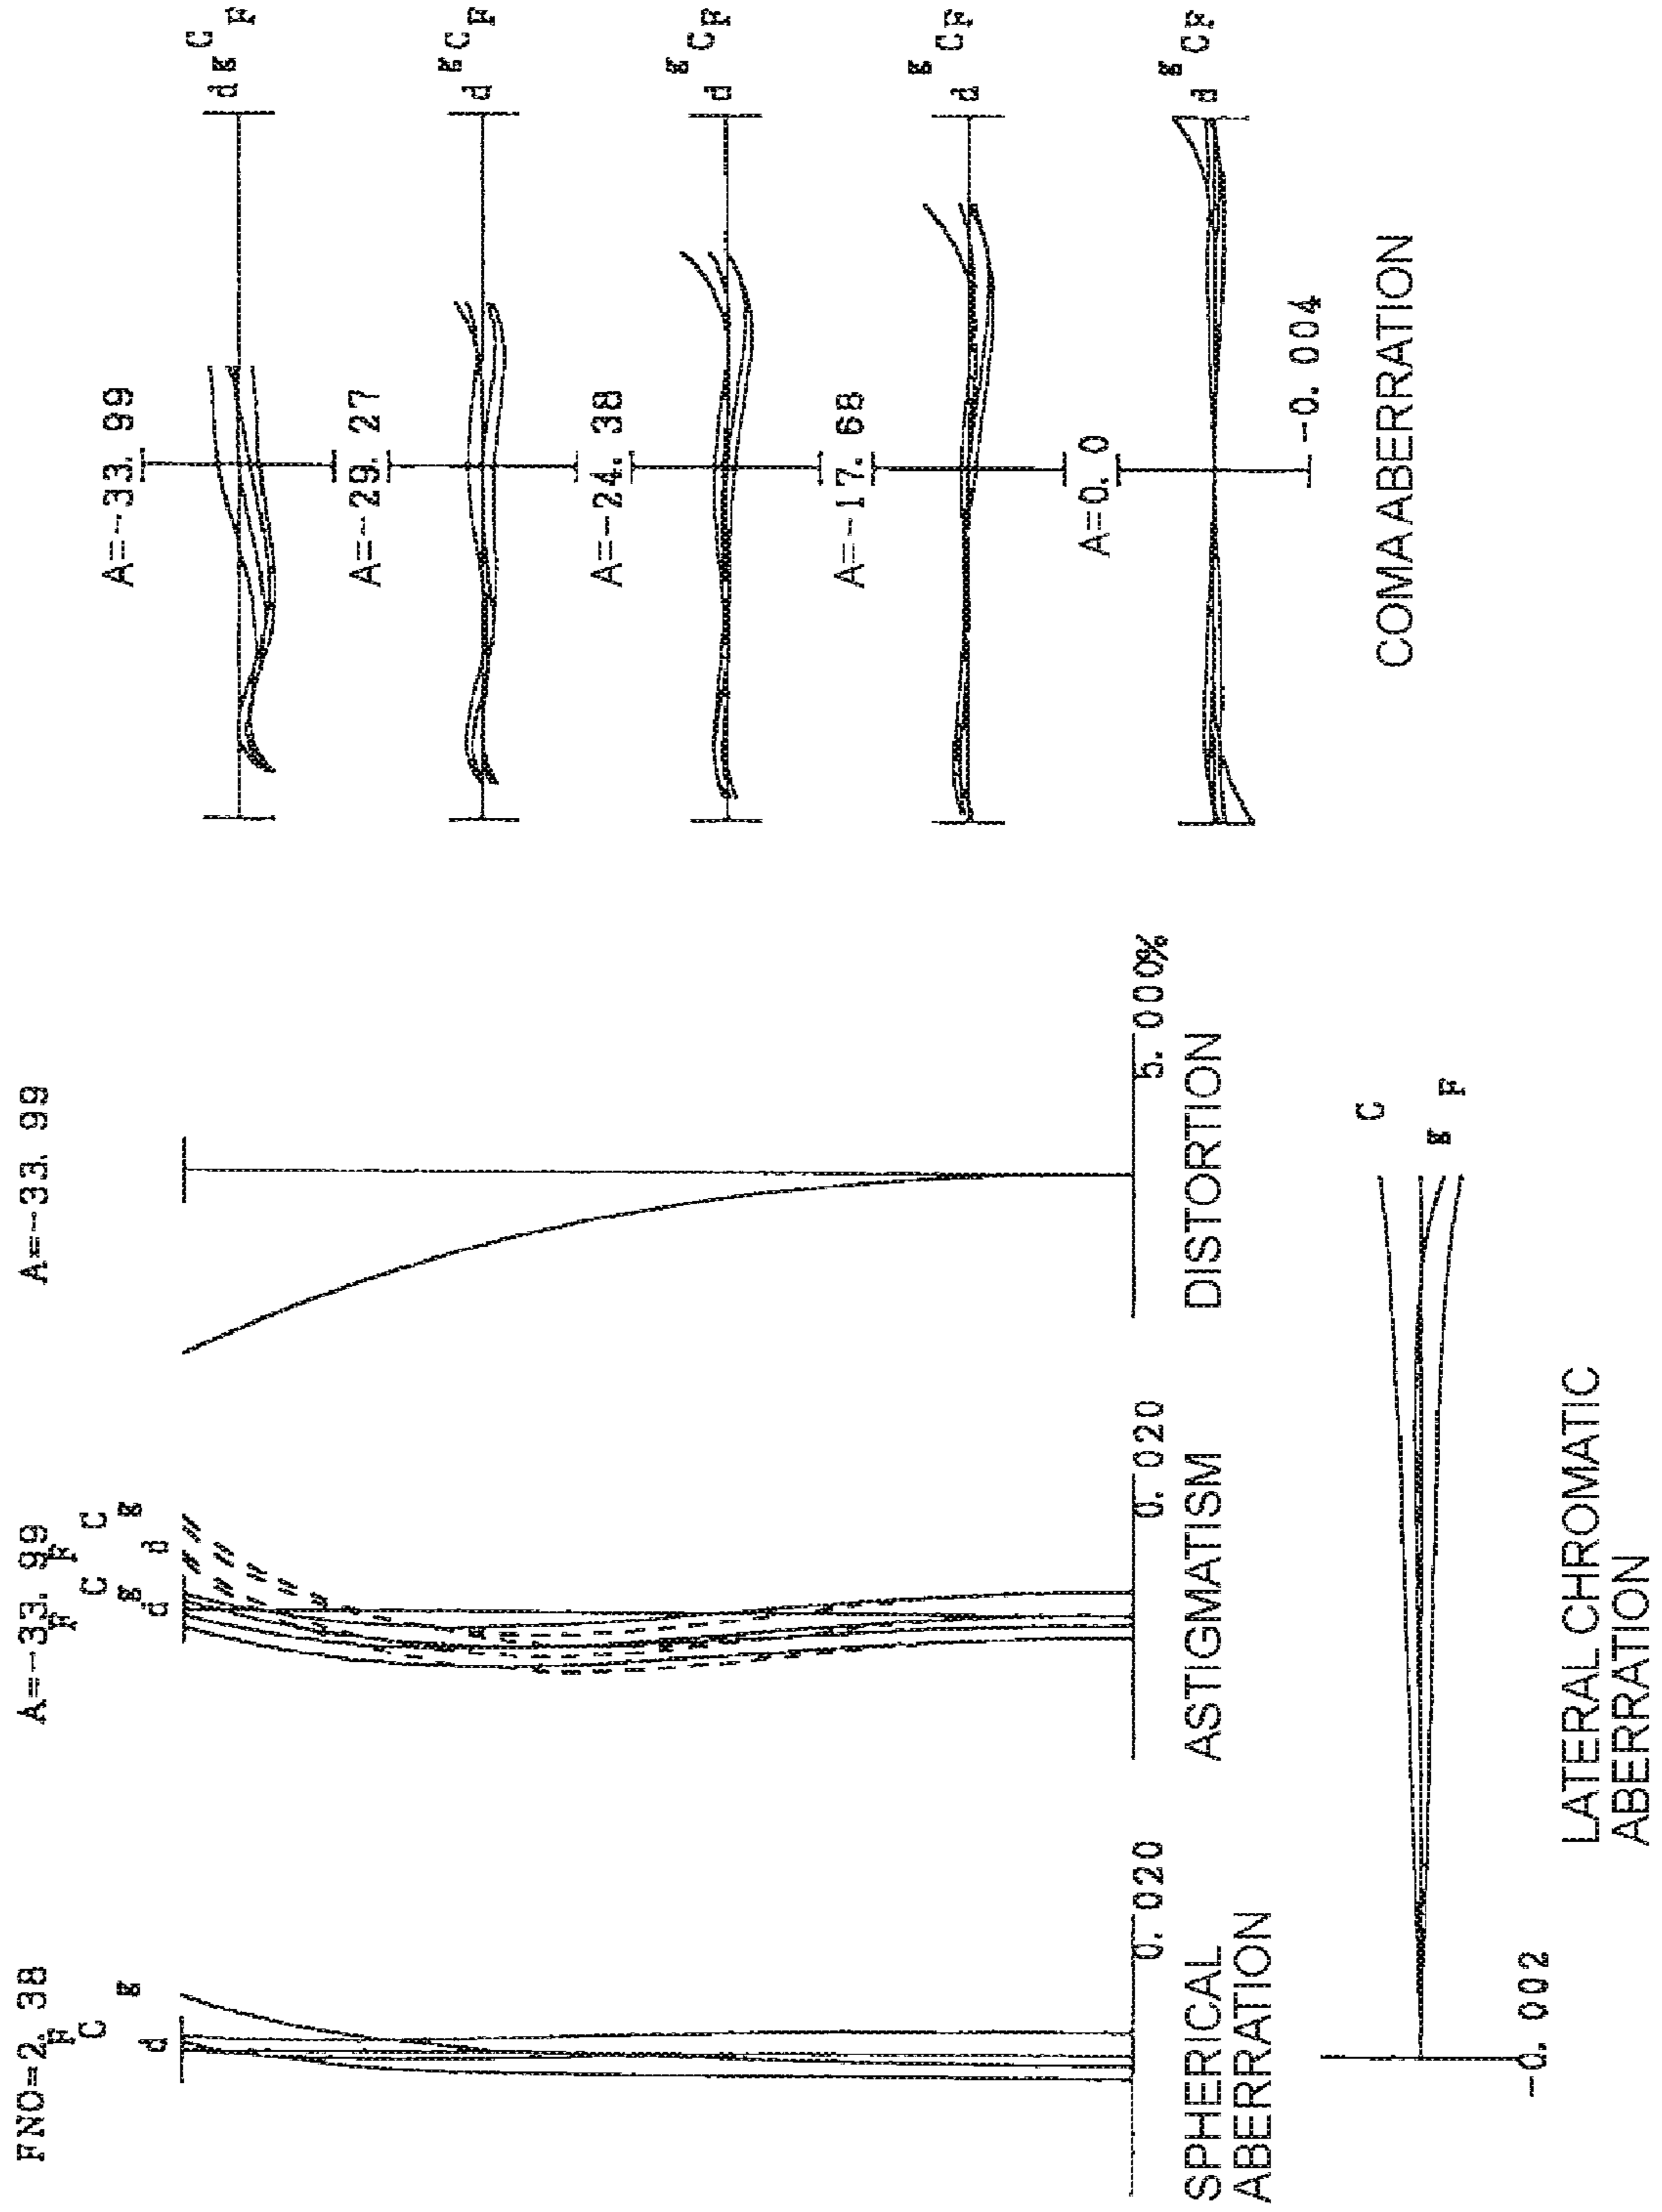 FNO=2. 38
F
C
g
d
0. 020
SPHERICAL
ABERRATION
A=-33. 99
F
C
g
d
F
C
g
d
0. 020
ASTIGMATISM
A=-33. 99
5. 000%
DISTORTION
C
g
F
-0. 002
LATERAL CHROMATIC
ABERRATION
A=-33. 99
d g C F
A=-29. 27
d g C F
A=-24. 38
d g C F
A=-17. 68
d g C F
A=0. 0
d g C F
-0. 004
COMA ABERRATION